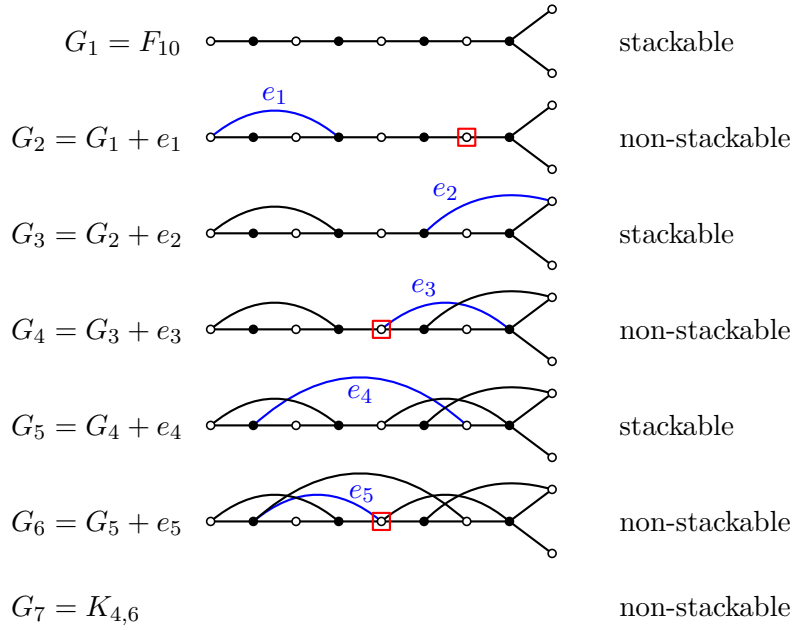 G₁ = F₁₀ stackable
e₁
G₂ = G₁ + e₁ non-stackable
e₂
G₃ = G₂ + e₂ stackable
e₃
G₄ = G₃ + e₃ non-stackable
e₄
G₅ = G₄ + e₄ stackable
e₅
G₆ = G₅ + e₅ non-stackable
G₇ = K₄,₆ non-stackable